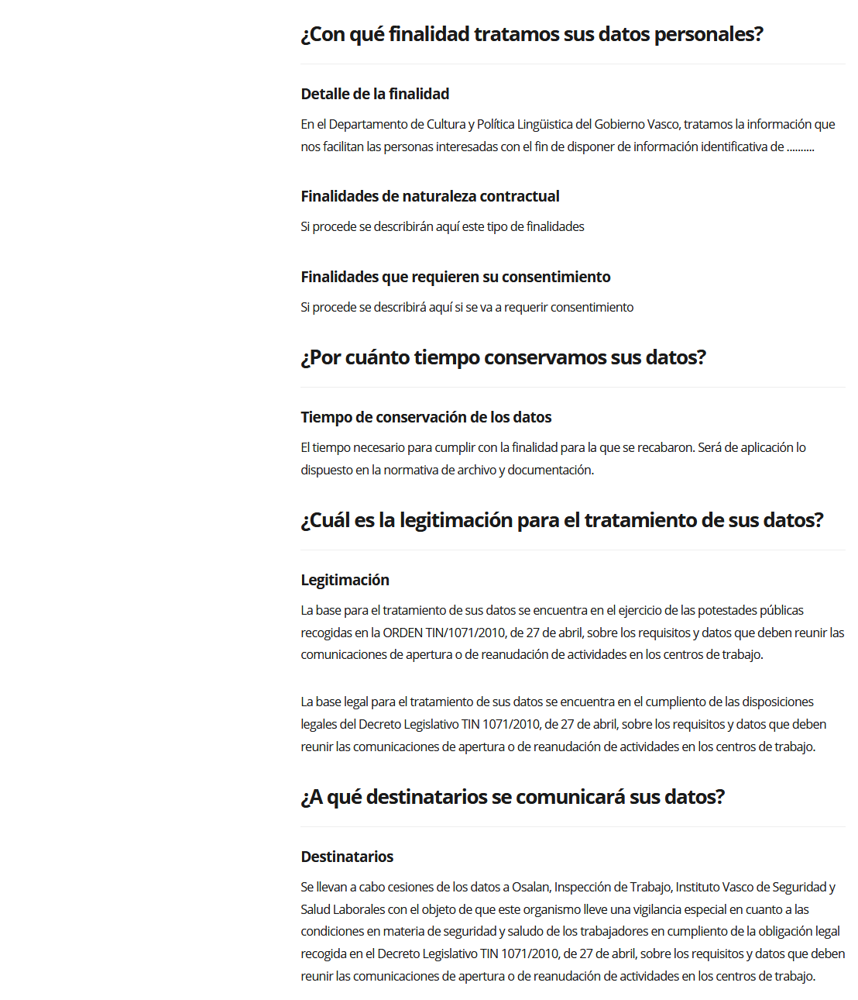 ¿Con qué finalidad tratamos sus datos personales?
Detalle de la finalidad
En el Departamento de Cultura y Política Lingüistica del Gobierno Vasco, tratamos la información que
nos facilitan las personas interesadas con el fin de disponer de información identificativa de ..........
Finalidades de naturaleza contractual
Si procede se describirán aquí este tipo de finalidades
Finalidades que requieren su consentimiento
Si procede se describirá aquí si se va a requerir consentimiento
¿Por cuánto tiempo conservamos sus datos?
Tiempo de conservación de los datos
El tiempo necesario para cumplir con la finalidad para la que se recabaron. Será de aplicación lo
dispuesto en la normativa de archivo y documentación.
¿Cuál es la legitimación para el tratamiento de sus datos?
Legitimación
La base para el tratamiento de sus datos se encuentra en el ejercicio de las potestades públicas
recogidas en la ORDEN TIN/1071/2010, de 27 de abril, sobre los requisitos y datos que deben reunir las
comunicaciones de apertura o de reanudación de actividades en los centros de trabajo.
La base legal para el tratamiento de sus datos se encuentra en el cumpliento de las disposiciones
legales del Decreto Legislativo TIN 1071/2010, de 27 de abril, sobre los requisitos y datos que deben
reunir las comunicaciones de apertura o de reanudación de actividades en los centros de trabajo.
¿A qué destinatarios se comunicará sus datos?
Destinatarios
Se llevan a cabo cesiones de los datos a Osalan, Inspección de Trabajo, Instituto Vasco de Seguridad y
Salud Laborales con el objeto de que este organismo lleve una vigilancia especial en cuanto a las
condiciones en materia de seguridad y saludo de los trabajadores en cumpliento de la obligación legal
recogida en el Decreto Legislativo TIN 1071/2010, de 27 de abril, sobre los requisitos y datos que deben
reunir las comunicaciones de apertura o de reanudación de actividades en los centros de trabajo.